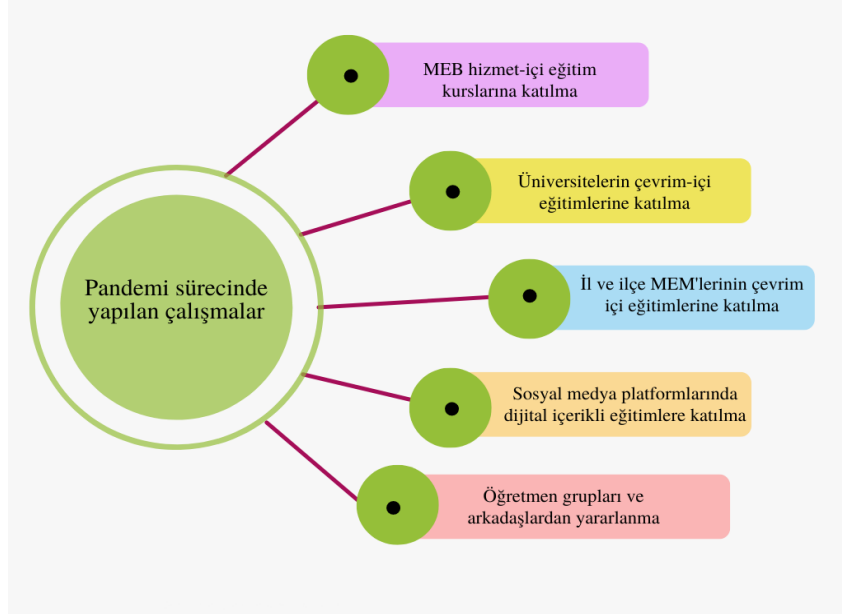 MEB hizmet-içi eğitim
kurslarına katılma
Üniversitelerin çevrim-içi
eğitimlerine katılma
Pandemi sürecinde
yapılan çalışmalar
İl ve ilçe MEM'lerinin çevrim
içi eğitimlerine katılma
Sosyal medya platformlarında
dijital içerikli eğitimlere katılma
Öğretmen grupları ve
arkadaşlardan yararlanma